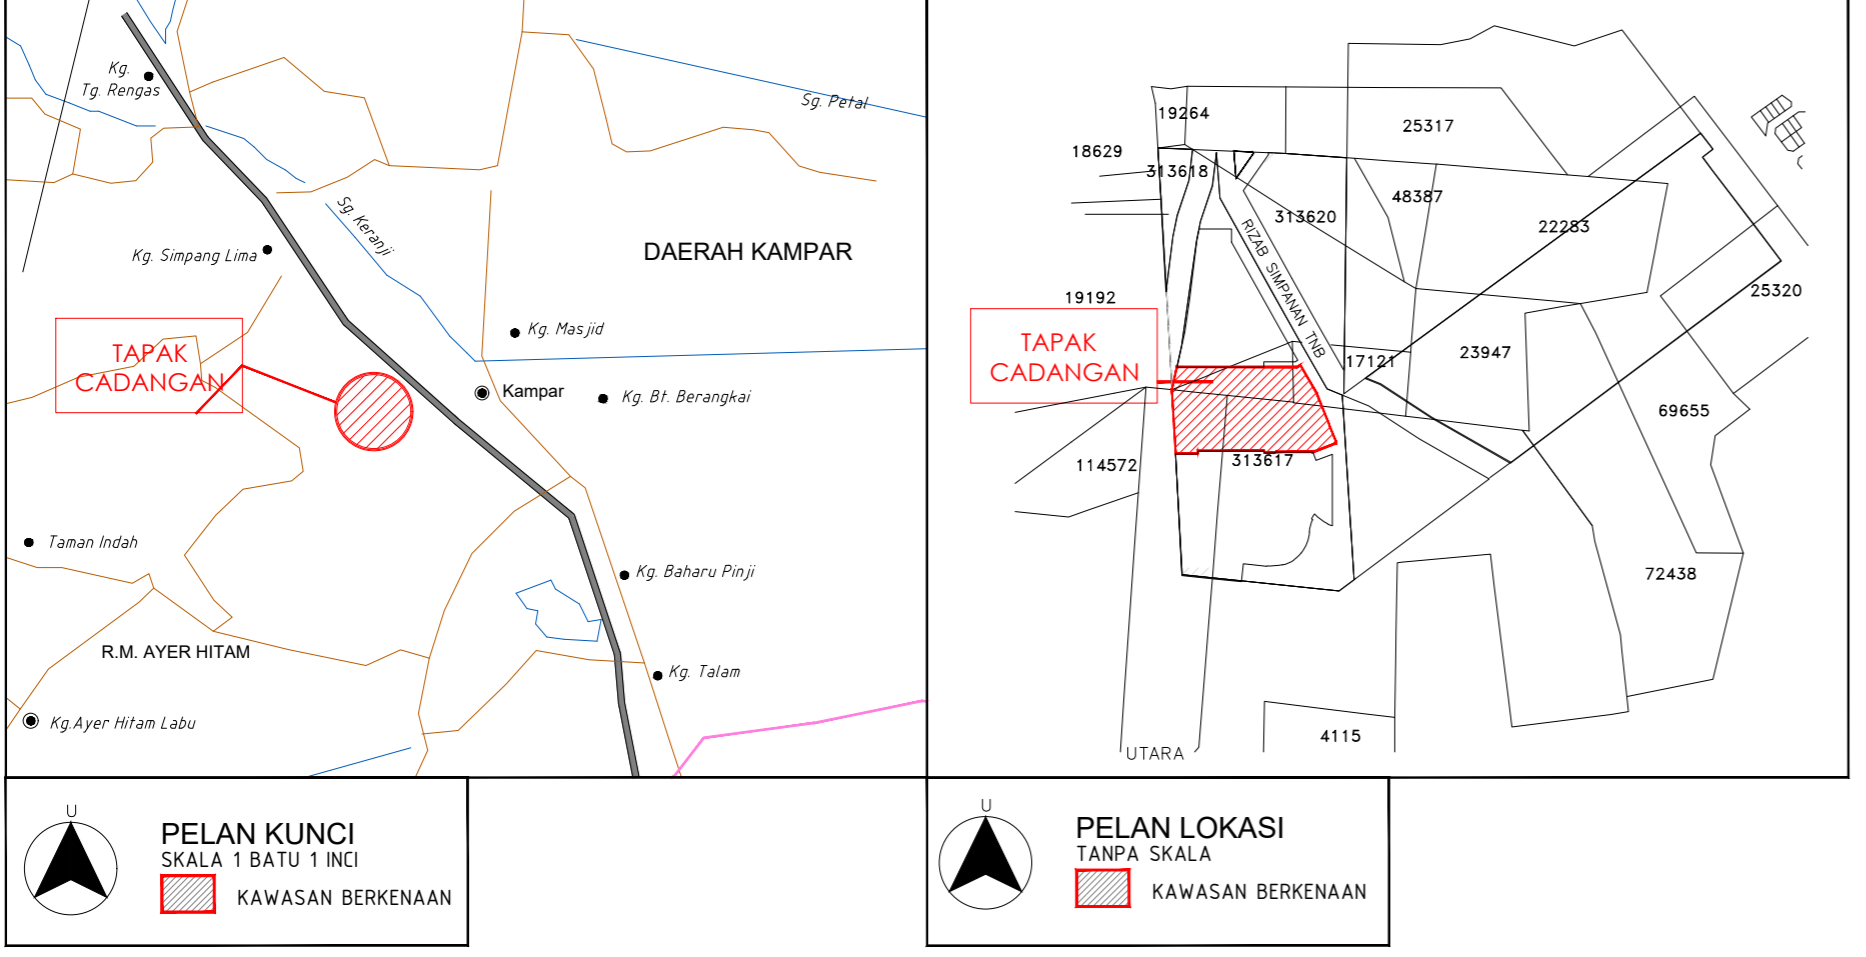 Kg.
Tg. Rengas
Sg. Petal
Sg. Keranji
Kg. Simpang Lima
DAERAH KAMPAR
TAPAK
CADANGAN
Kg. Masjid
Kampar
Kg. Bt. Berangkai
Taman Indah
Kg. Baharu Pinji
R.M. AYER HITAM
Kg. Talam
Kg.Ayer Hitam Labu
U
PELAN KUNCI
SKALA 1 BATU 1 INCI
KAWASAN BERKENAAN
19264
25317
18629
313618
48387
313620
22283
RIZAB SIMPANAN TNB
19192
25320
TAPAK
CADANGAN
17121
23947
69655
114572
313617
72438
4115
UTARA
U
PELAN LOKASI
TANPA SKALA
KAWASAN BERKENAAN